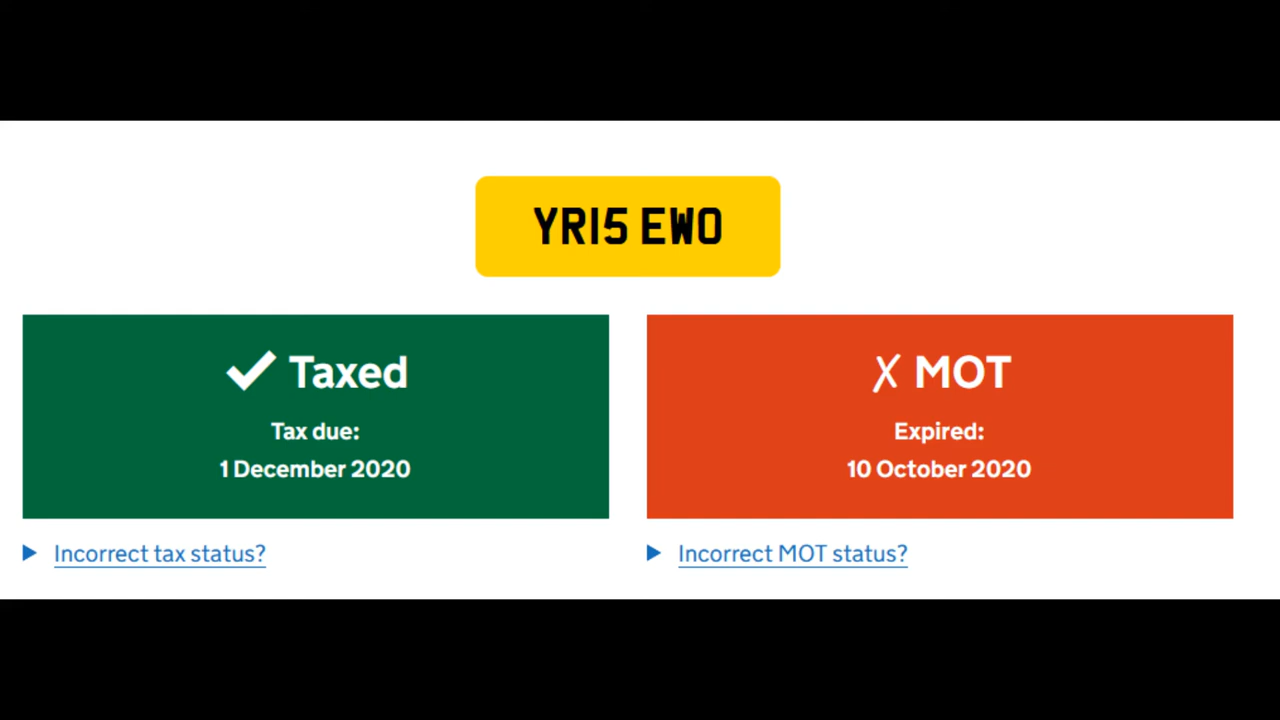 YR15 EWO
✓ Taxed
Tax due:
1 December 2020
✗ MOT
Expired:
10 October 2020
▶ Incorrect tax status?
▶ Incorrect MOT status?